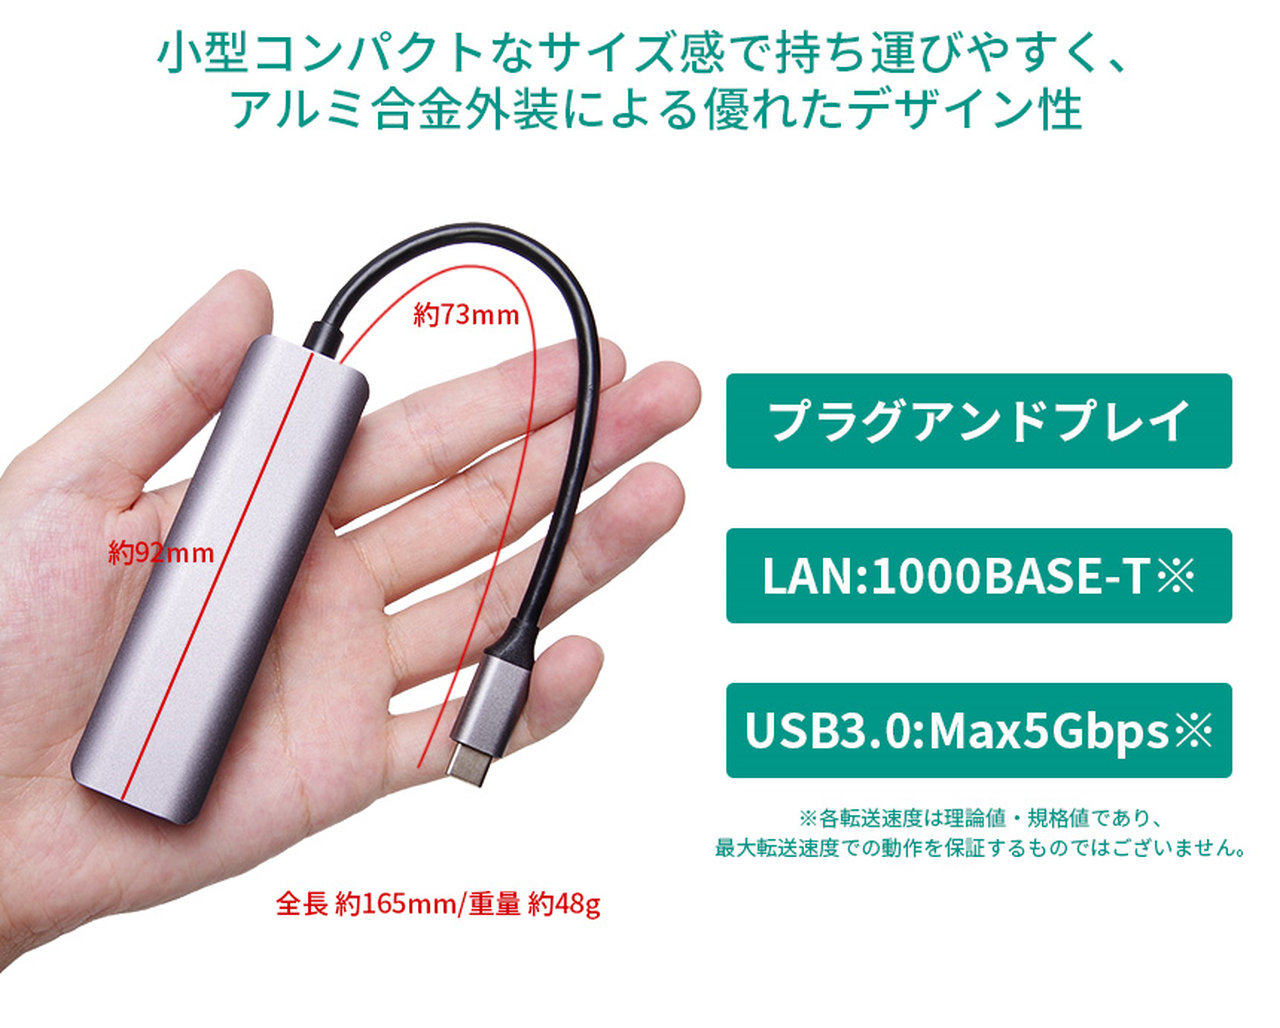 小型コンパクトなサイズ感で持ち運びやすく、
アルミ合金外装による優れたデザイン性
約73mm
約92mm
プラグアンドプレイ
LAN:1000BASE-T※
USB3.0:Max5Gbps※
※各転送速度は理論値・規格値であり、
最大転送速度での動作を保証するものではございません。
全長 約165mm/重量 約48g